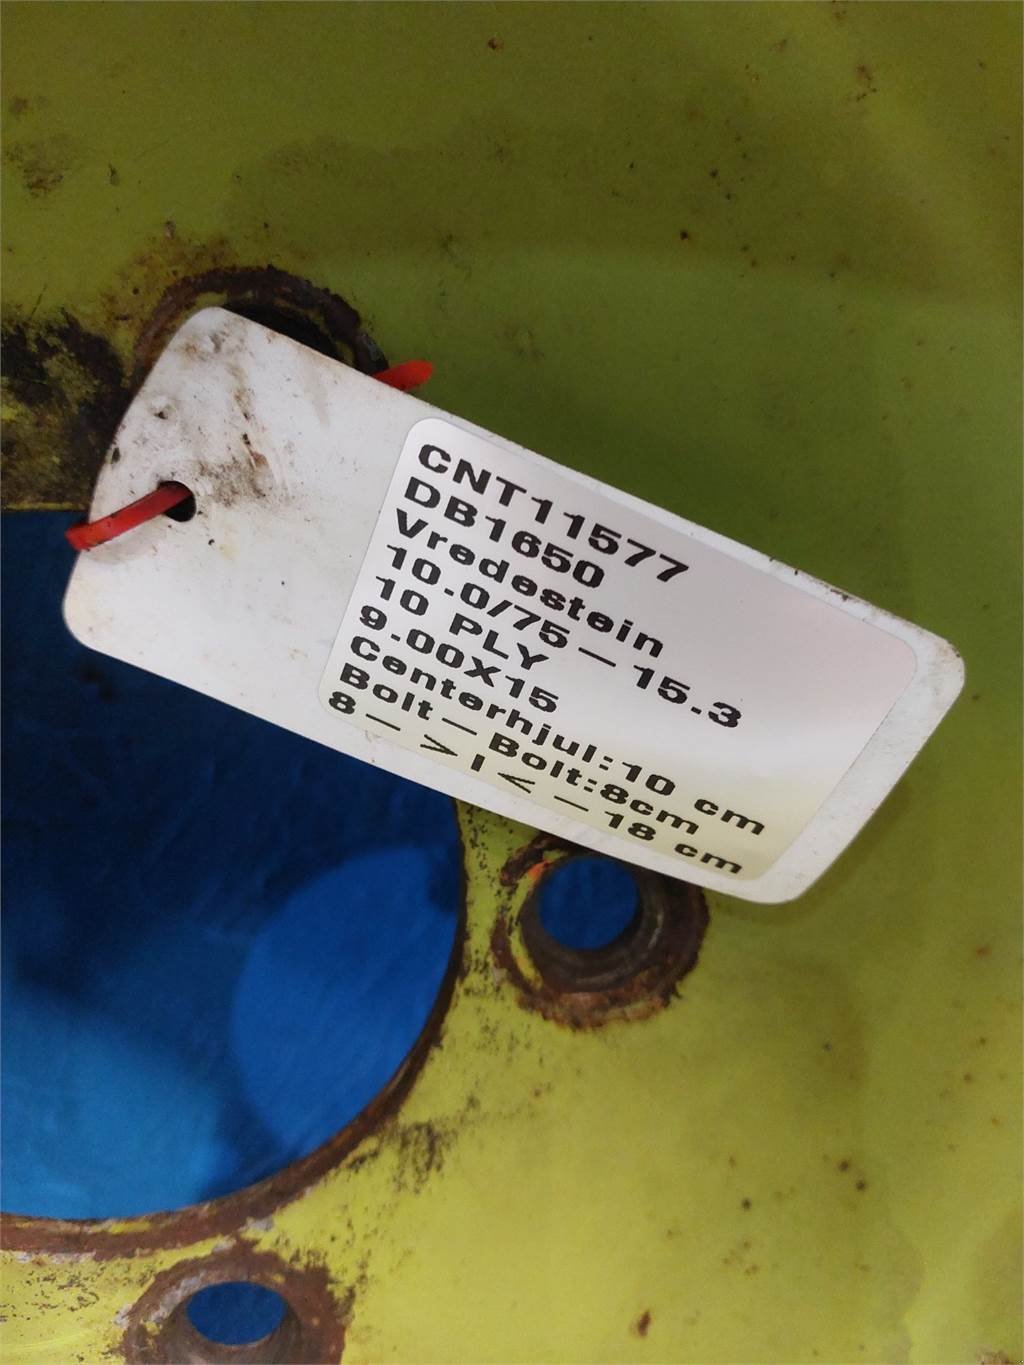 CNT11577
DB1650
Vredestein
10.0/75-15.3
10 PLY
9.00X15
Centerhjul:10 cm
Bolt-Bolt:8cm
8->I<-18 cm